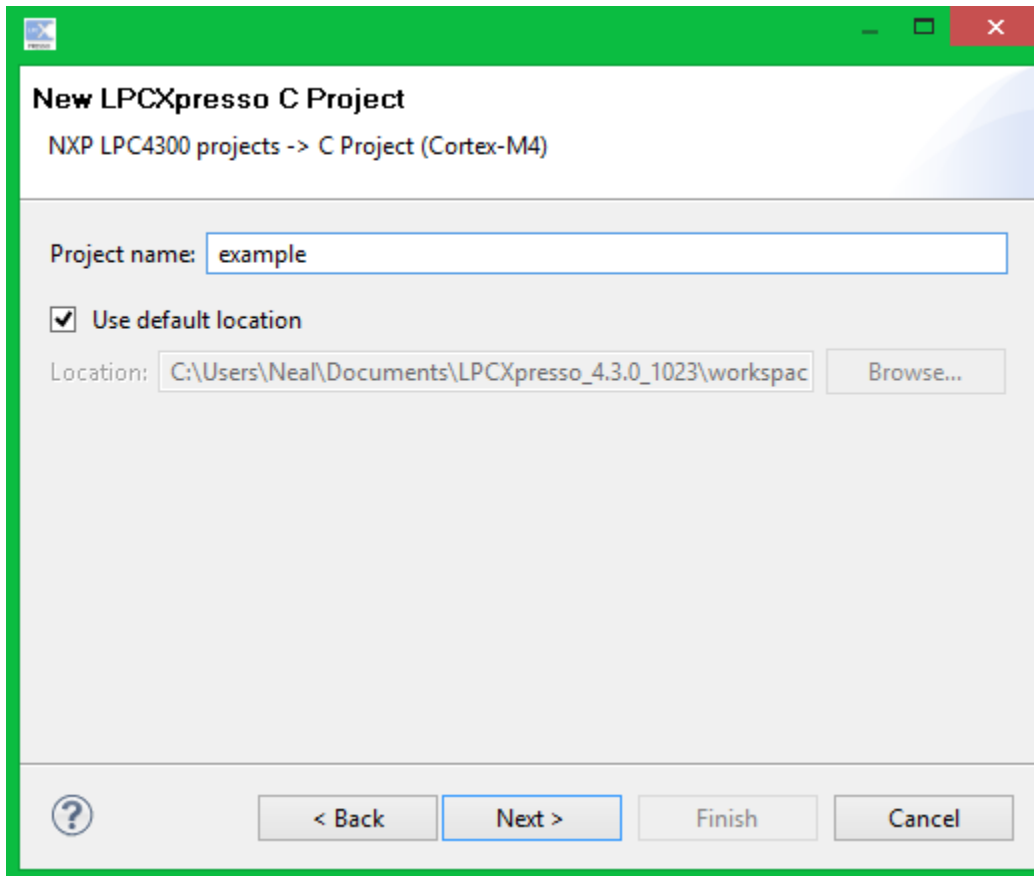 New LPCXpresso C Project
NXP LPC4300 projects -> C Project (Cortex-M4)
Project name: example
Use default location
Location: C:\Users\Neal\Documents\LPCXpresso_4.3.0_1023\workspac Browse...
? < Back Next > Finish Cancel